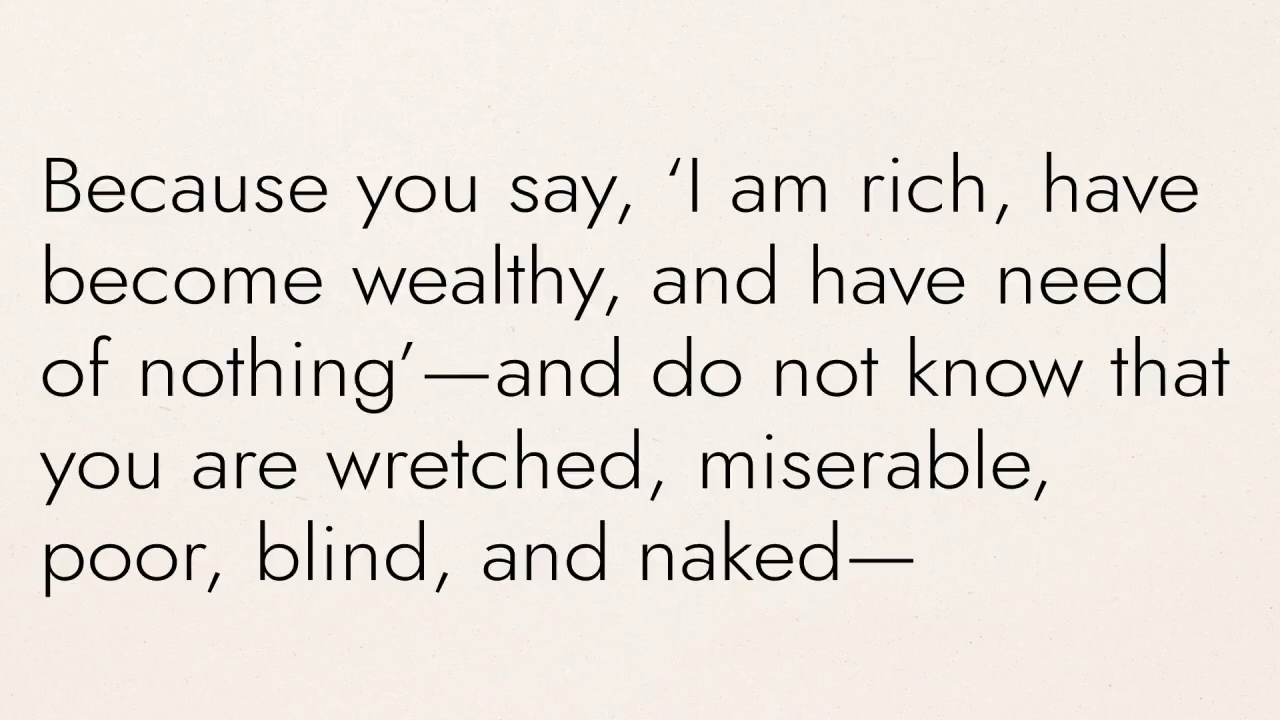 Because you say, ‘I am rich, have
become wealthy, and have need
of nothing’—and do not know that
you are wretched, miserable,
poor, blind, and naked—